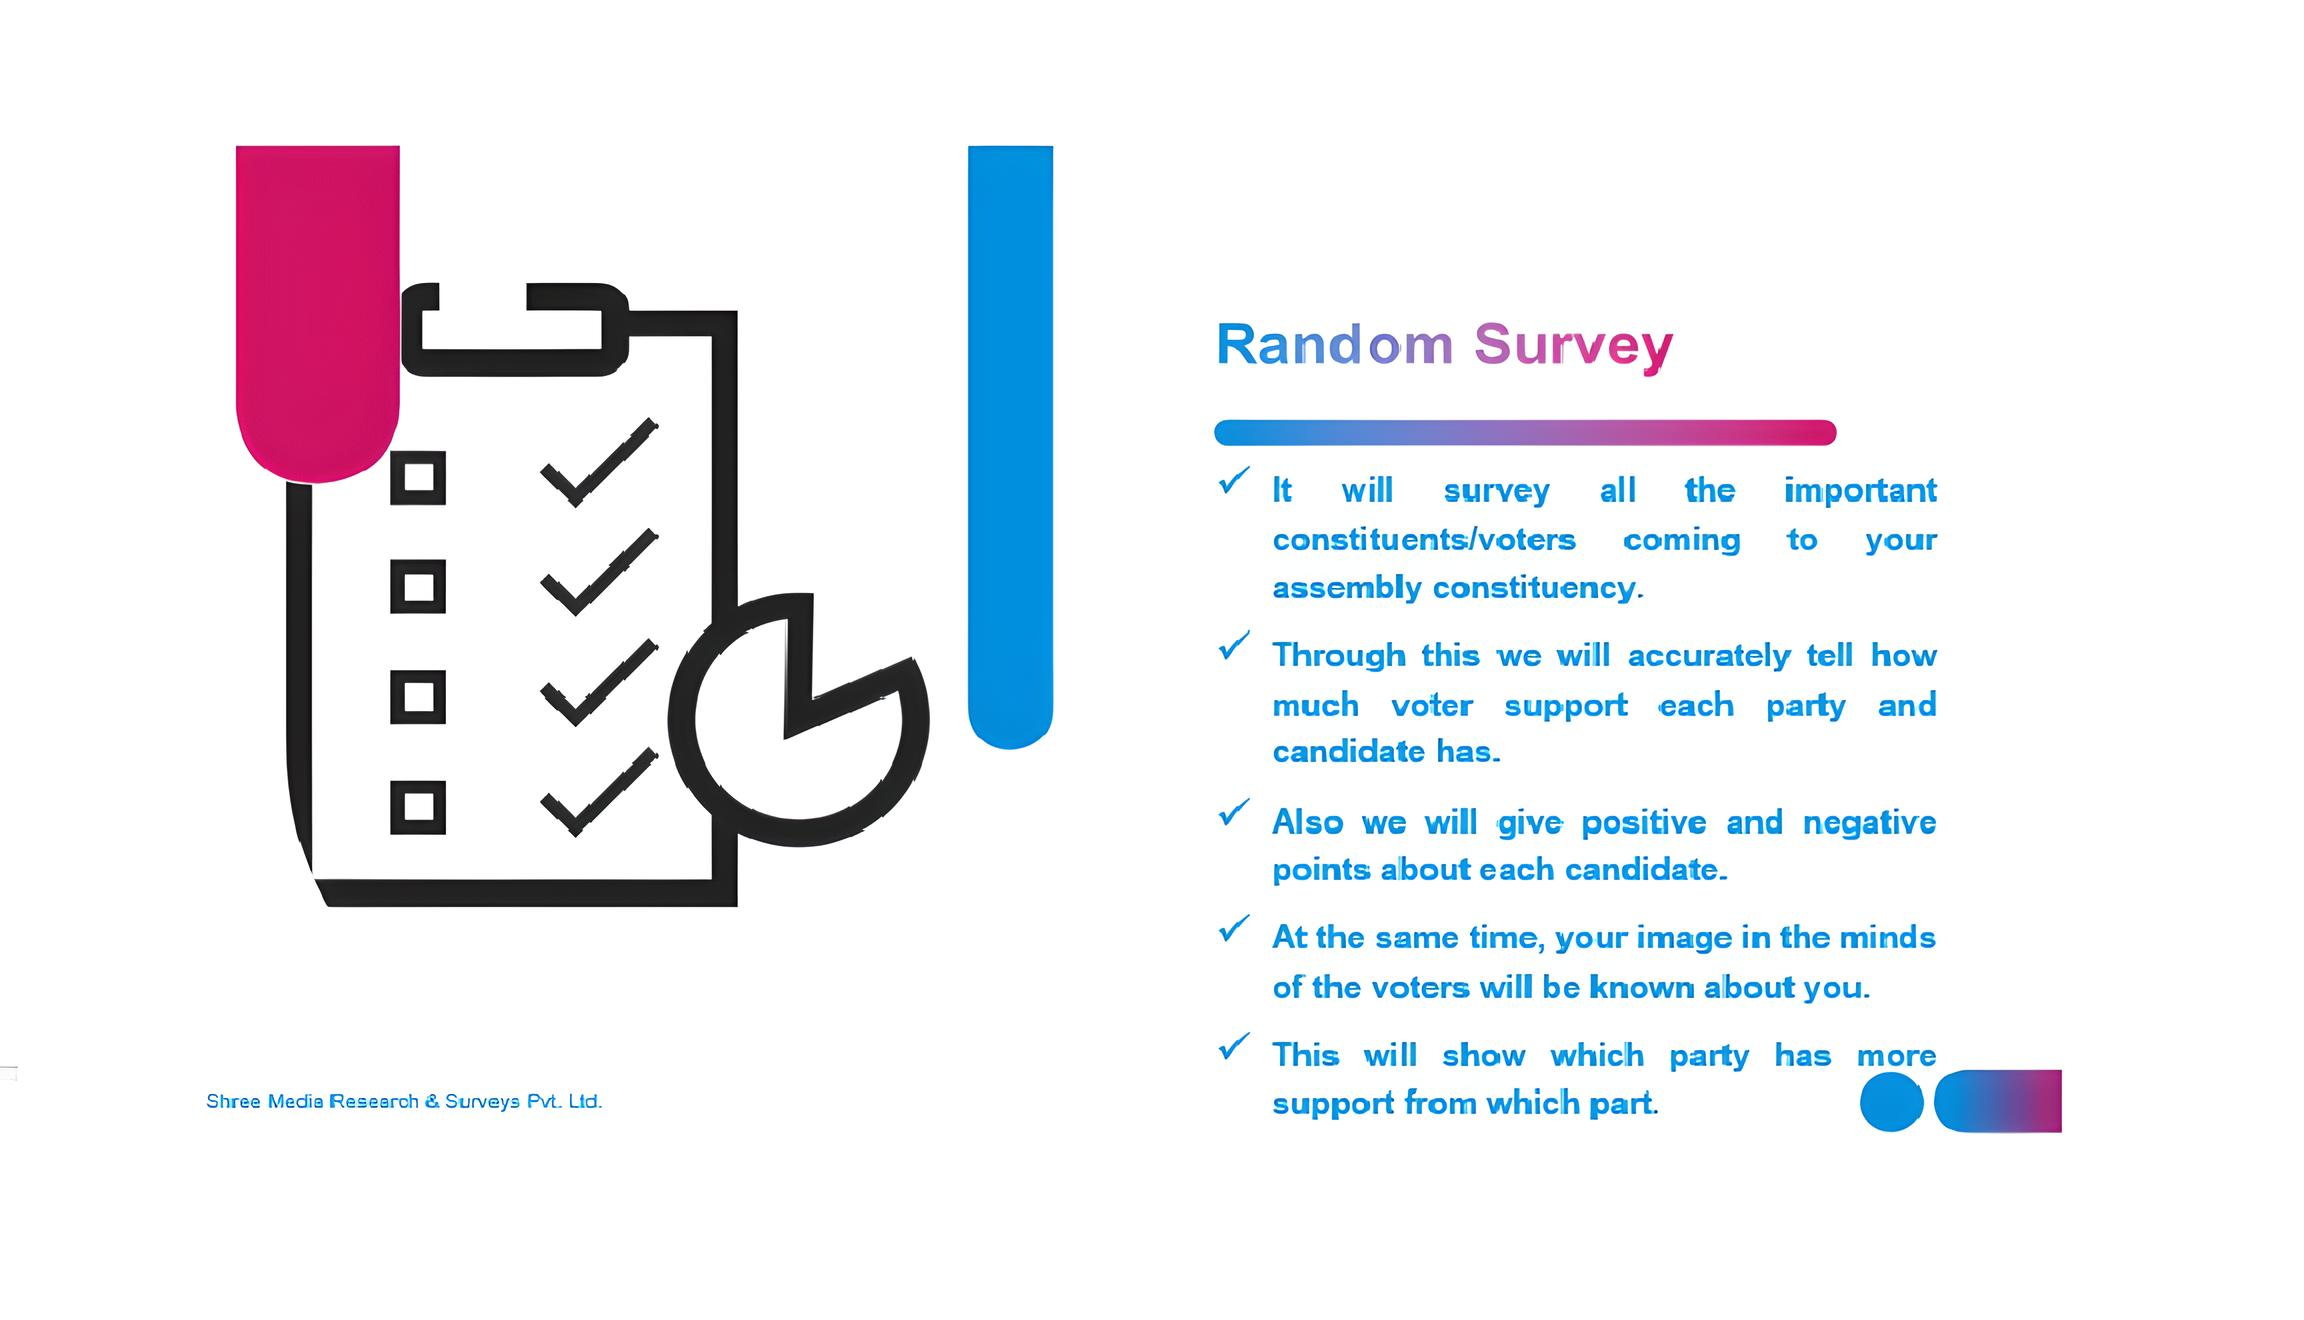 Random Survey
It will survey all the important
constituents/voters coming to your
assembly constituency.
Through this we will accurately tell how
much voter support each party and
candidate has.
Also we will give positive and negative
points about each candidate.
At the same time, your image in the minds
of the voters will be known about you.
This will show which party has more
support from which part.
Shree Media Research & Surveys Pvt. Ltd.